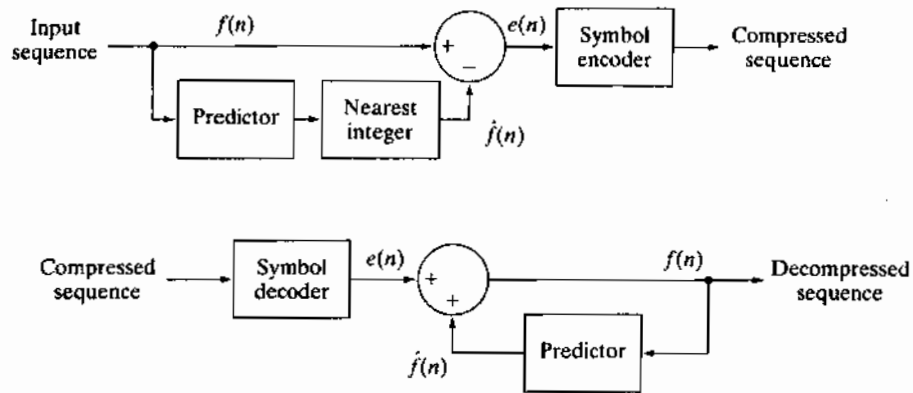 Input
sequence
f(n)
+
−
e(n)
Symbol
encoder
Compressed
sequence
Predictor
Nearest
integer
f̂(n)
Compressed
sequence
Symbol
decoder
e(n)
+
+
f(n)
Decompressed
sequence
f̂(n)
Predictor